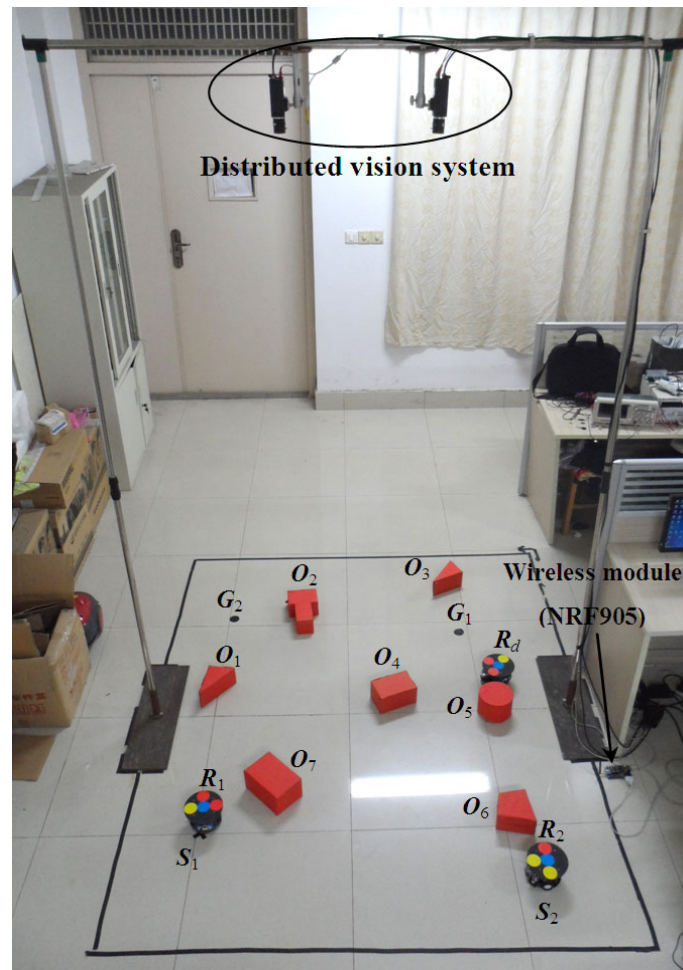 Distributed vision system
O3
O2
Wireless module
(NRF905)
G2
G1
Rd
O1
O4
O5
O7
R1
O6
R2
S1
S2